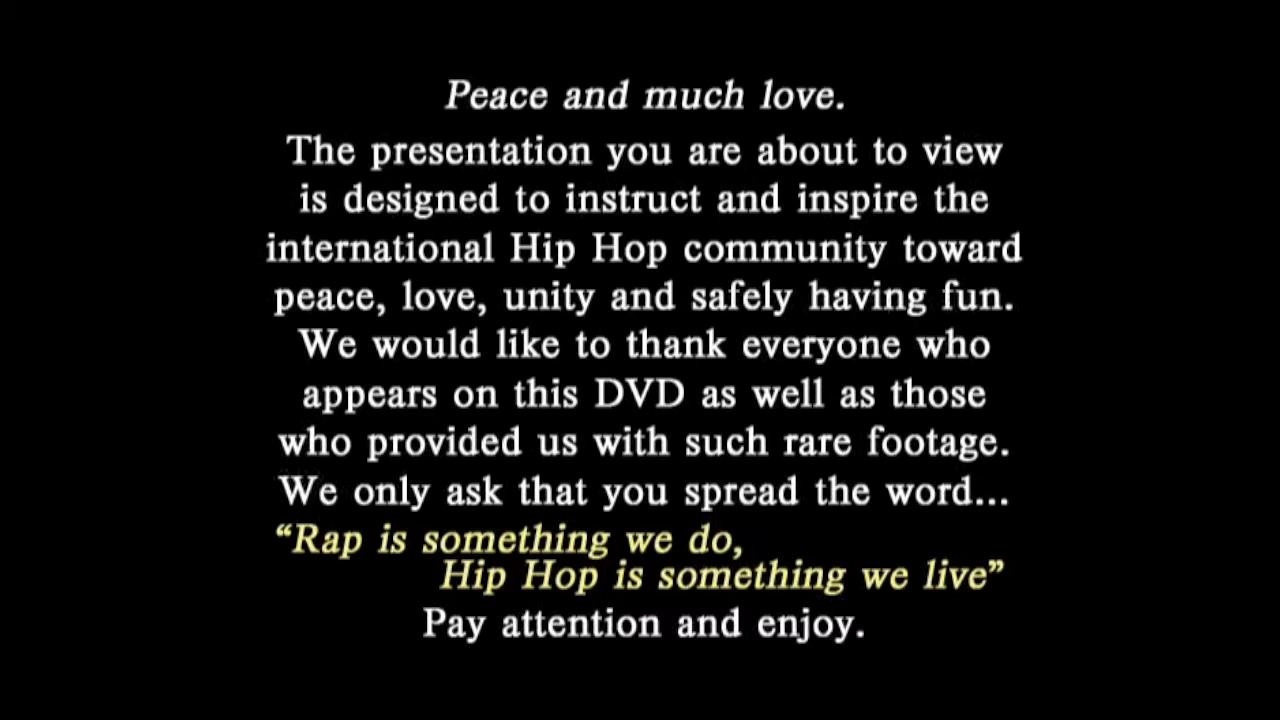 Peace and much love.
The presentation you are about to view
is designed to instruct and inspire the
international Hip Hop community toward
peace, love, unity and safely having fun.
We would like to thank everyone who
appears on this DVD as well as those
who provided us with such rare footage.
We only ask that you spread the word...
“Rap is something we do,
Hip Hop is something we live”
Pay attention and enjoy.